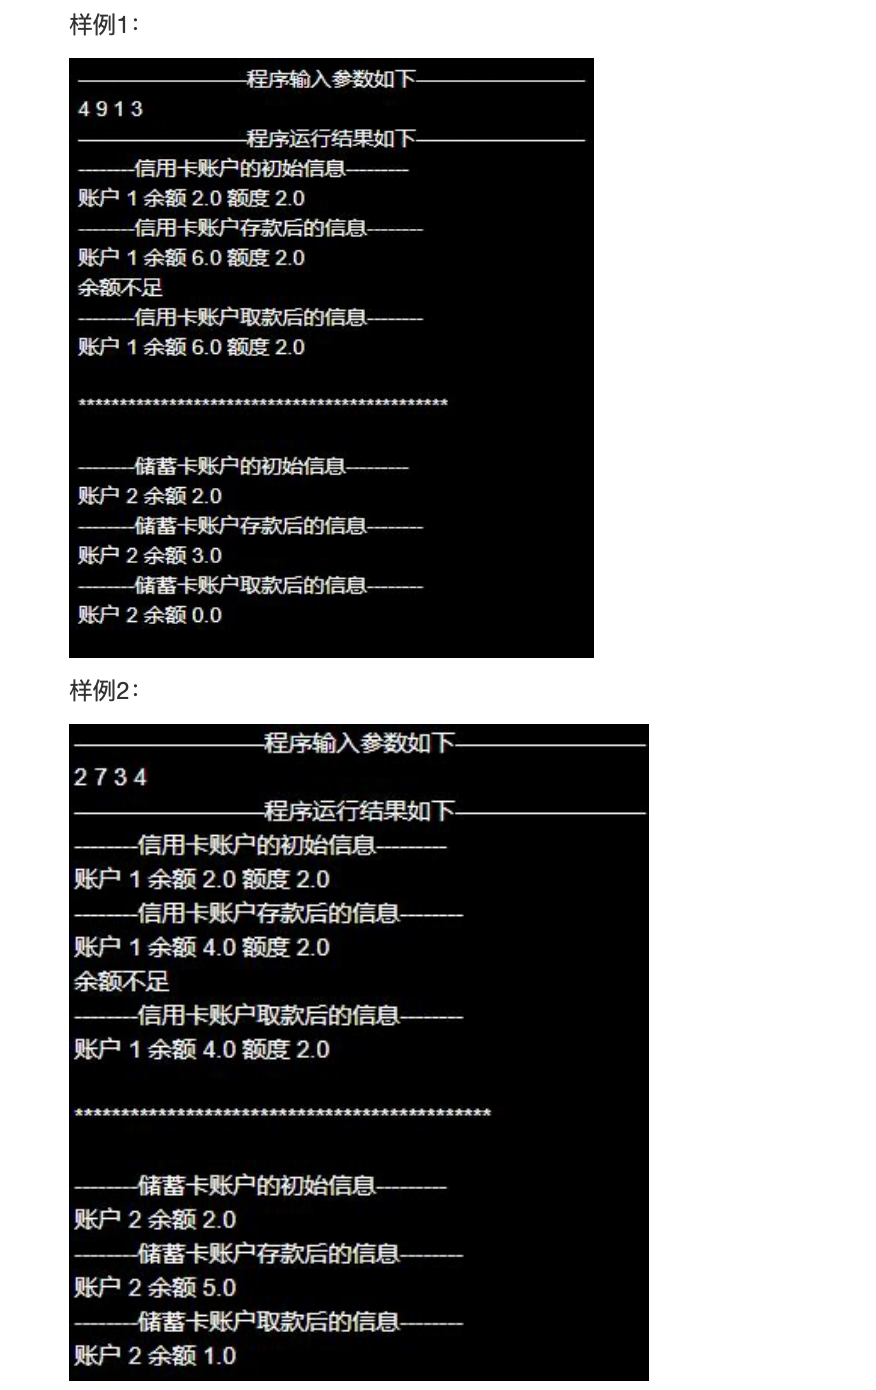 样例1：
————————程序输入参数如下————————
4 9 1 3
————————程序运行结果如下————————
--------信用卡账户的初始信息---------
账户 1 余额 2.0 额度 2.0
--------信用卡账户存款后的信息--------
账户 1 余额 6.0 额度 2.0
余额不足
--------信用卡账户取款后的信息--------
账户 1 余额 6.0 额度 2.0
**********************************************
--------储蓄卡账户的初始信息---------
账户 2 余额 2.0
--------储蓄卡账户存款后的信息--------
账户 2 余额 3.0
--------储蓄卡账户取款后的信息--------
账户 2 余额 0.0
样例2：
————————程序输入参数如下————————
2 7 3 4
————————程序运行结果如下————————
--------信用卡账户的初始信息---------
账户 1 余额 2.0 额度 2.0
--------信用卡账户存款后的信息--------
账户 1 余额 4.0 额度 2.0
余额不足
--------信用卡账户取款后的信息--------
账户 1 余额 4.0 额度 2.0
**********************************************
--------储蓄卡账户的初始信息---------
账户 2 余额 2.0
--------储蓄卡账户存款后的信息--------
账户 2 余额 5.0
--------储蓄卡账户取款后的信息--------
账户 2 余额 1.0